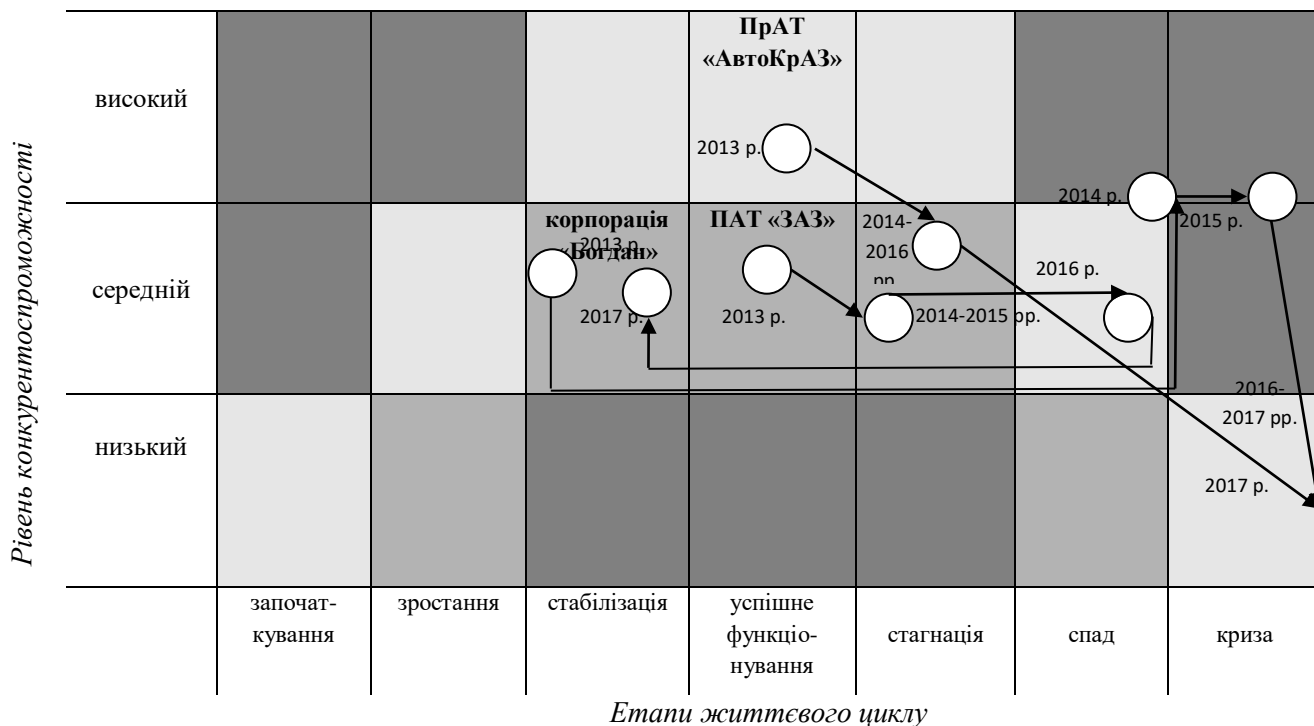 Рівень конкурентоспроможності
ПрАТ
«АвтоКрАЗ»
високий
2013 р.
2014 р.
2015 р.
корпорація
«Богдан»
2013 р.
ПАТ «ЗАЗ»
2014-
2016
рр.
2016 р.
середній
2017 р.
2013 р.
2014-2015 рр.
2016-
2017 рр.
низький
2017 р.
започат-
кування
зростання
стабілізація
успішне
функціо-
нування
стагнація
спад
криза
Етапи життєвого циклу